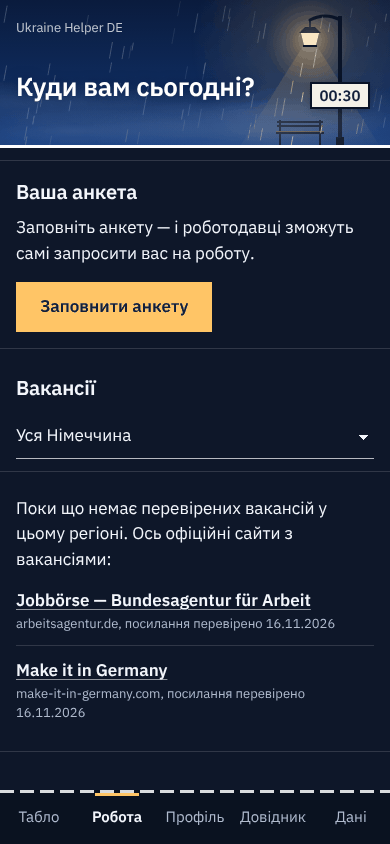 Ukraine Helper DE
Куди вам сьогодні?
00:30
Ваша анкета
Заповніть анкету — і роботодавці зможуть
самі запросити вас на роботу.
Заповнити анкету
Вакансії
Уся Німеччина
Поки що немає перевірених вакансій у
цьому регіоні. Ось офіційні сайти з
вакансіями:
Jobbörse — Bundesagentur für Arbeit
arbeitsagentur.de, посилання перевірено 16.11.2026
Make it in Germany
make-it-in-germany.com, посилання перевірено
16.11.2026
Табло Робота Профіль Довідник Дані